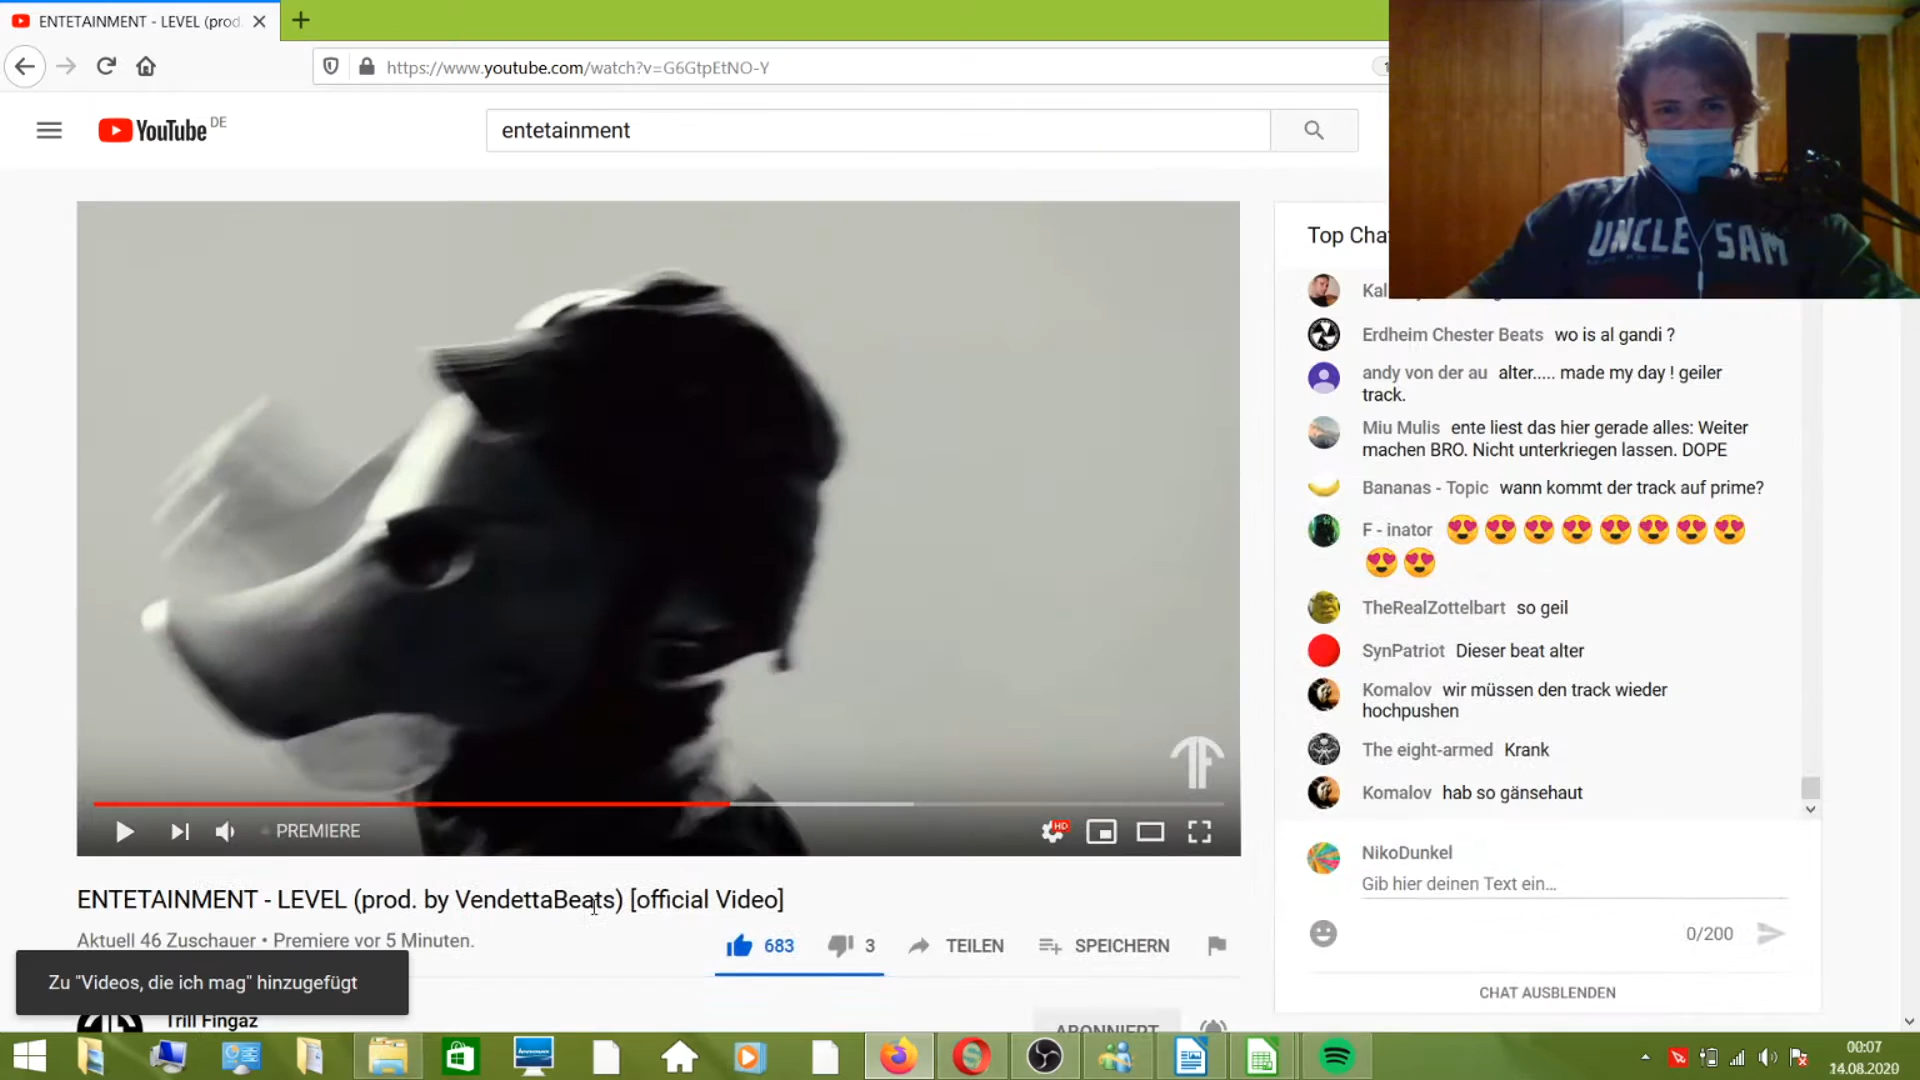 ENTETAINMENT - LEVEL (prod.
https://www.youtube.com/watch?v=G6GtpEtNO-Y
YouTube DE
entetainment
UNCLE SAM
Top Cha
Kal
Erdheim Chester Beats wo is al gandi ?
andy von der au alter..... made my day ! geiler
track.
Miu Mulis ente liest das hier gerade alles: Weiter
machen BRO. Nicht unterkriegen lassen. DOPE
Bananas - Topic wann kommt der track auf prime?
F - inator 😍😍😍😍😍😍😍😍
😍😍
TheRealZottelbart so geil
SynPatriot Dieser beat alter
Komalov wir müssen den track wieder
hochpushen
The eight-armed Krank
Komalov hab so gänsehaut
PREMIERE
HD
NikoDunkel
Gib hier deinen Text ein...
0/200
CHAT AUSBLENDEN
ENTETAINMENT - LEVEL (prod. by VendettaBeats) [official Video]
Aktuell 46 Zuschauer • Premiere vor 5 Minuten.
683 3 TEILEN SPEICHERN
Zu "Videos, die ich mag" hinzugefügt
Trill Fingaz
ABONNIERT
00:07
14.08.2020